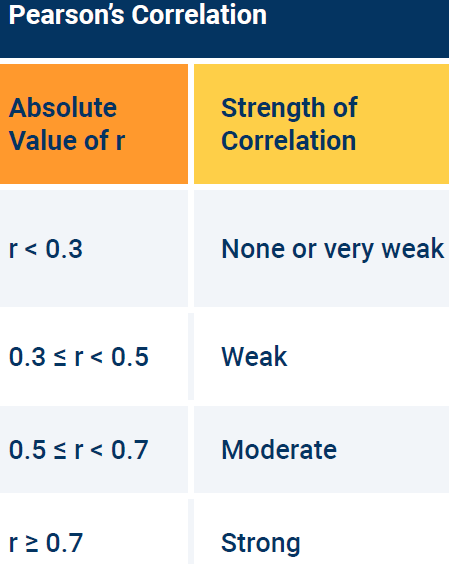 Pearson’s Correlation
Absolute Strength of
Value of r Correlation
r < 0.3 None or very weak
0.3 ≤ r < 0.5 Weak
0.5 ≤ r < 0.7 Moderate
r ≥ 0.7 Strong